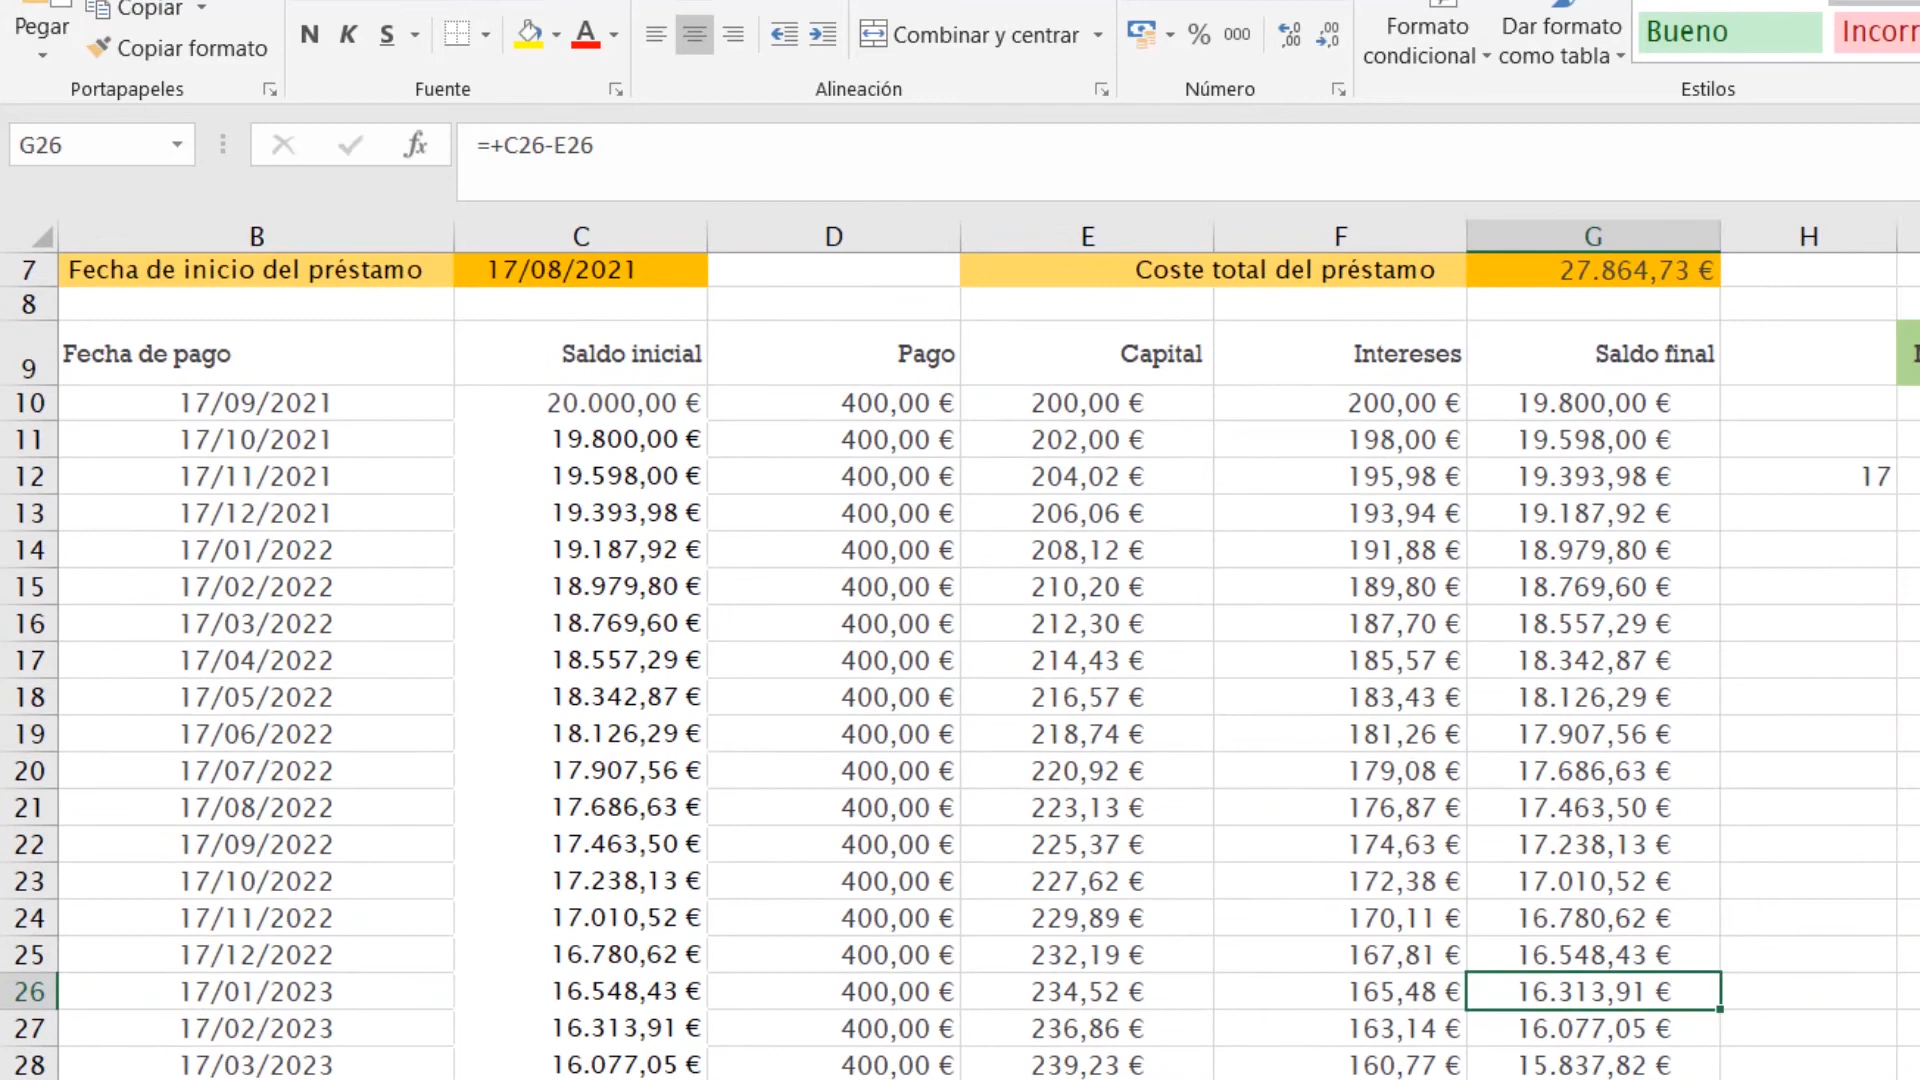 Pegar
Copiar
Copiar formato
Portapapeles
N K S A
Fuente
Combinar y centrar
Alineación
% 000
Número
Formato condicional
Dar formato como tabla
Bueno
Estilos
G26
fx
=+C26-E26
B C D E F G H
7 Fecha de inicio del préstamo 17/08/2021 Coste total del préstamo 27.864,73 €
8
9 Fecha de pago Saldo inicial Pago Capital Intereses Saldo final
10 17/09/2021 20.000,00 € 400,00 € 200,00 € 200,00 € 19.800,00 €
11 17/10/2021 19.800,00 € 400,00 € 202,00 € 198,00 € 19.598,00 €
12 17/11/2021 19.598,00 € 400,00 € 204,02 € 195,98 € 19.393,98 € 17
13 17/12/2021 19.393,98 € 400,00 € 206,06 € 193,94 € 19.187,92 €
14 17/01/2022 19.187,92 € 400,00 € 208,12 € 191,88 € 18.979,80 €
15 17/02/2022 18.979,80 € 400,00 € 210,20 € 189,80 € 18.769,60 €
16 17/03/2022 18.769,60 € 400,00 € 212,30 € 187,70 € 18.557,29 €
17 17/04/2022 18.557,29 € 400,00 € 214,43 € 185,57 € 18.342,87 €
18 17/05/2022 18.342,87 € 400,00 € 216,57 € 183,43 € 18.126,29 €
19 17/06/2022 18.126,29 € 400,00 € 218,74 € 181,26 € 17.907,56 €
20 17/07/2022 17.907,56 € 400,00 € 220,92 € 179,08 € 17.686,63 €
21 17/08/2022 17.686,63 € 400,00 € 223,13 € 176,87 € 17.463,50 €
22 17/09/2022 17.463,50 € 400,00 € 225,37 € 174,63 € 17.238,13 €
23 17/10/2022 17.238,13 € 400,00 € 227,62 € 172,38 € 17.010,52 €
24 17/11/2022 17.010,52 € 400,00 € 229,89 € 170,11 € 16.780,62 €
25 17/12/2022 16.780,62 € 400,00 € 232,19 € 167,81 € 16.548,43 €
26 17/01/2023 16.548,43 € 400,00 € 234,52 € 165,48 € 16.313,91 €
27 17/02/2023 16.313,91 € 400,00 € 236,86 € 163,14 € 16.077,05 €
28 17/03/2023 16.077,05 € 400,00 € 239,23 € 160,77 € 15.837,82 €